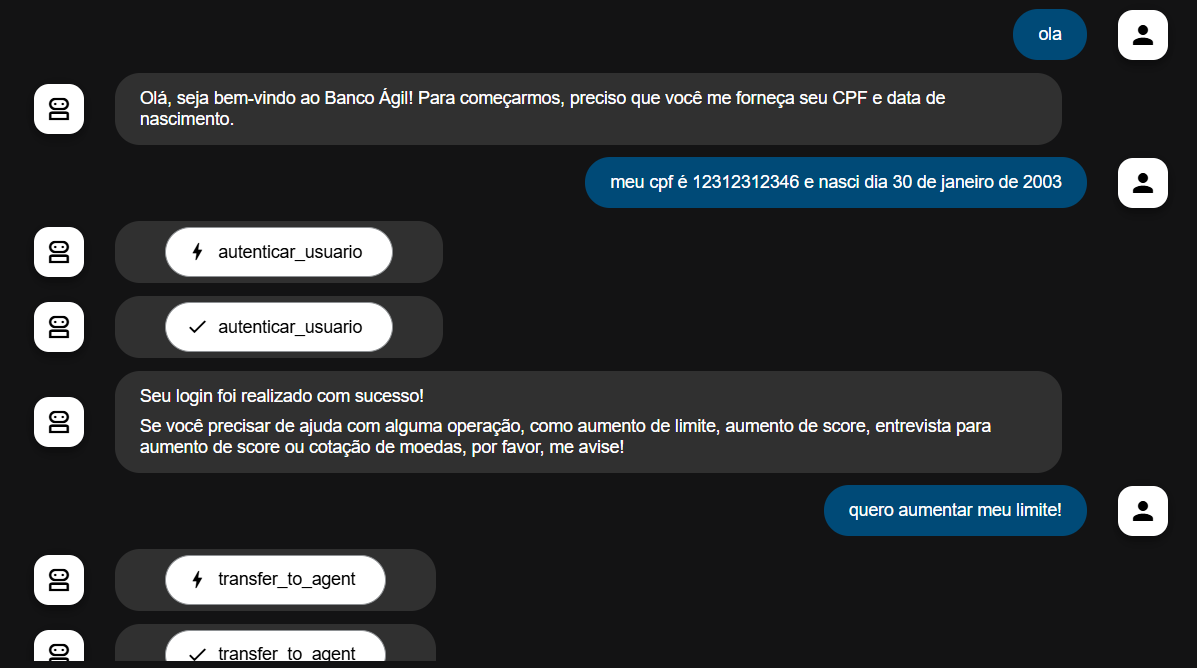 ola
Olá, seja bem-vindo ao Banco Ágil! Para começarmos, preciso que você me forneça seu CPF e data de
nascimento.
meu cpf é 12312312346 e nasci dia 30 de janeiro de 2003
autenticar_usuario
autenticar_usuario
Seu login foi realizado com sucesso!
Se você precisar de ajuda com alguma operação, como aumento de limite, aumento de score, entrevista para
aumento de score ou cotação de moedas, por favor, me avise!
quero aumentar meu limite!
transfer_to_agent
transfer_to_agent